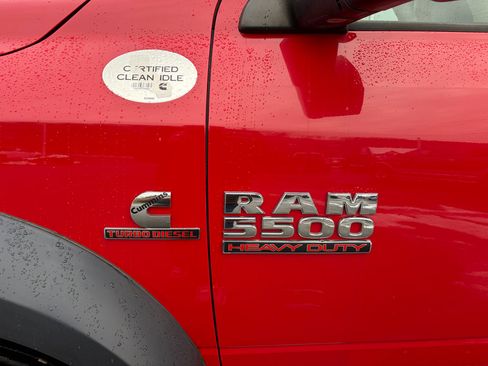 CERTIFIED
CLEAN IDLE
Cummins
TURBO DIESEL
RAM
5500
HEAVY DUTY